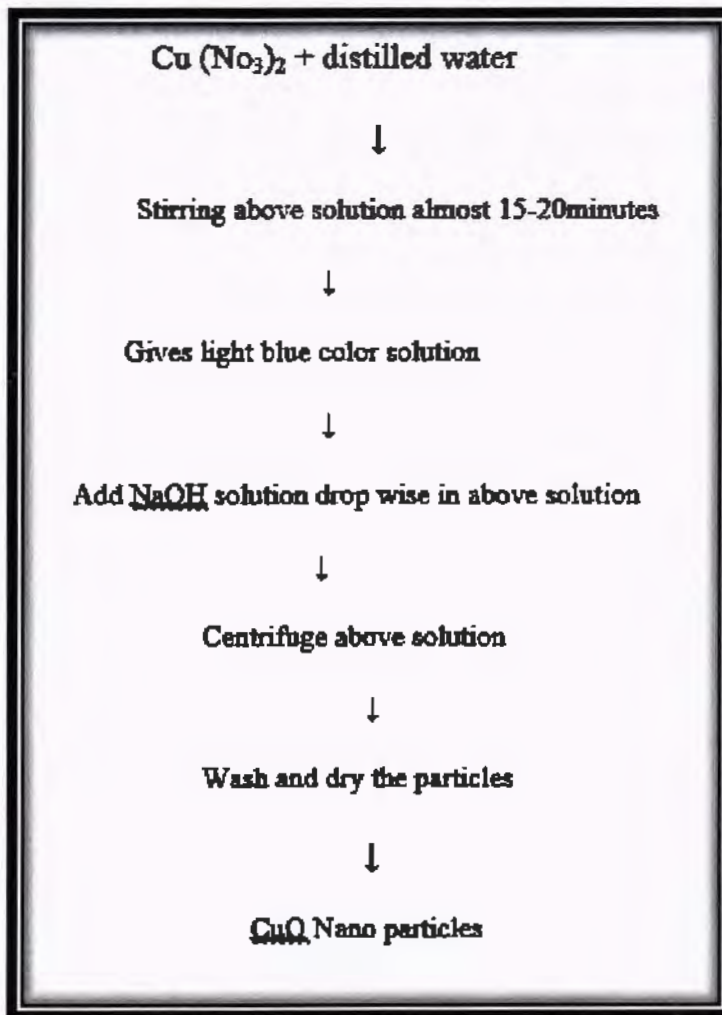 Cu (No₃)₂ + distilled water
↓
Stirring above solution almost 15-20minutes
↓
Gives light blue color solution
↓
Add NaOH solution drop wise in above solution
↓
Centrifuge above solution
↓
Wash and dry the particles
↓
CuO Nano particles